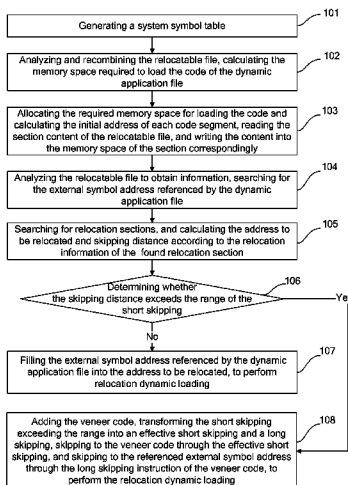 101
Generating a system symbol table
102
Analyzing and recombining the relocatable file, calculating the
memory space required to load the code of the dynamic
application file
103
Allocating the required memory space for loading the code and
calculating the initial address of each code segment, reading the
section content of the relocatable file, and writing the content into
the memory space of the section correspondingly
104
Analyzing the relocatable file to obtain information, searching for
the external symbol address referenced by the dynamic
application file
105
Searching for relocation sections, and calculating the address to
be relocated and skipping distance according to the relocation
information of the found relocation section
106
Determining whether
the skipping distance exceeds the range of the
short skipping
Ye
No
107
Filling the external symbol address referenced by the dynamic
application file into the address to be relocated, to perform
relocation dynamic loading
108
Adding the veneer code, transforming the short skipping
exceeding the range into an effective short skipping and a long
skipping, skipping to the veneer code through the effective short
skipping, and skipping to the referenced external symbol address
through the long skipping instruction of the veneer code, to
perform the relocation dynamic loading